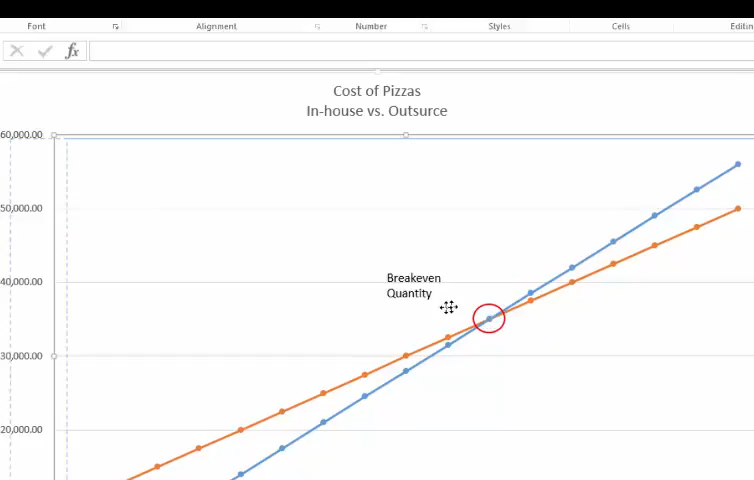 Font
Alignment
Number
Styles
Cells
fx
Cost of Pizzas
In-house vs. Outsurce
60,000.00
50,000.00
Breakeven
Quantity
40,000.00
30,000.00
20,000.00